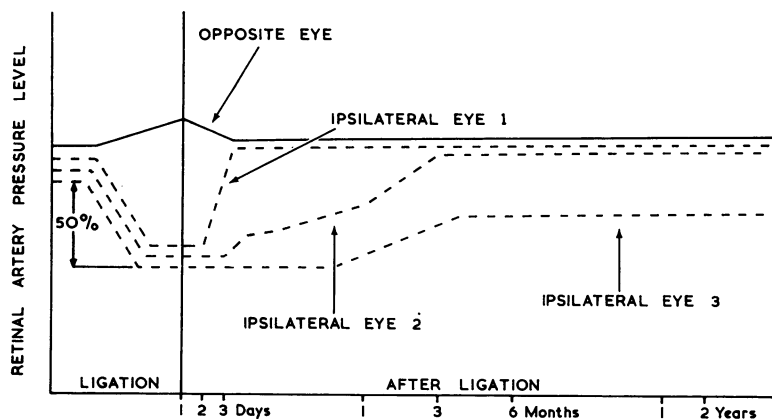 RETINAL ARTERY PRESSURE LEVEL
OPPOSITE EYE
IPSILATERAL EYE 1
50%
IPSILATERAL EYE 2
IPSILATERAL EYE 3
LIGATION
AFTER LIGATION
1 2 3 Days 1 3 6 Months 1 2 Years